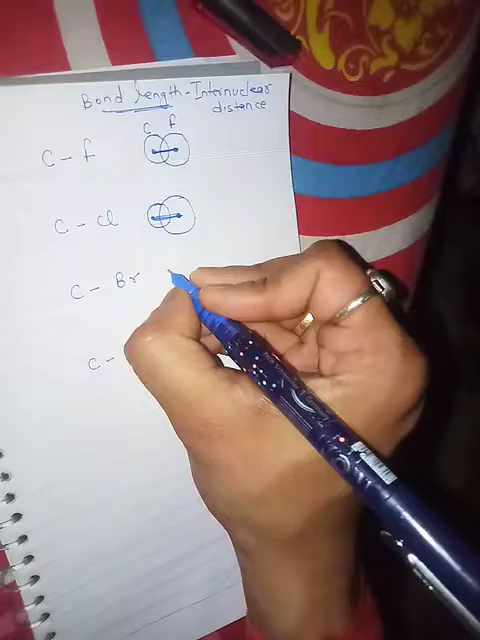 Bond length - Internuclear
distance
C f
C - f
C - Cl
C - Br
C -